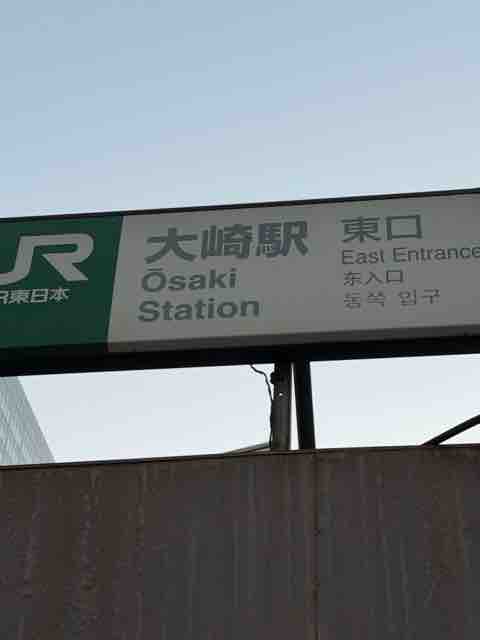 JR
JR東日本
大崎駅
Ōsaki
Station
東口
East Entrance
东入口
동쪽 입구